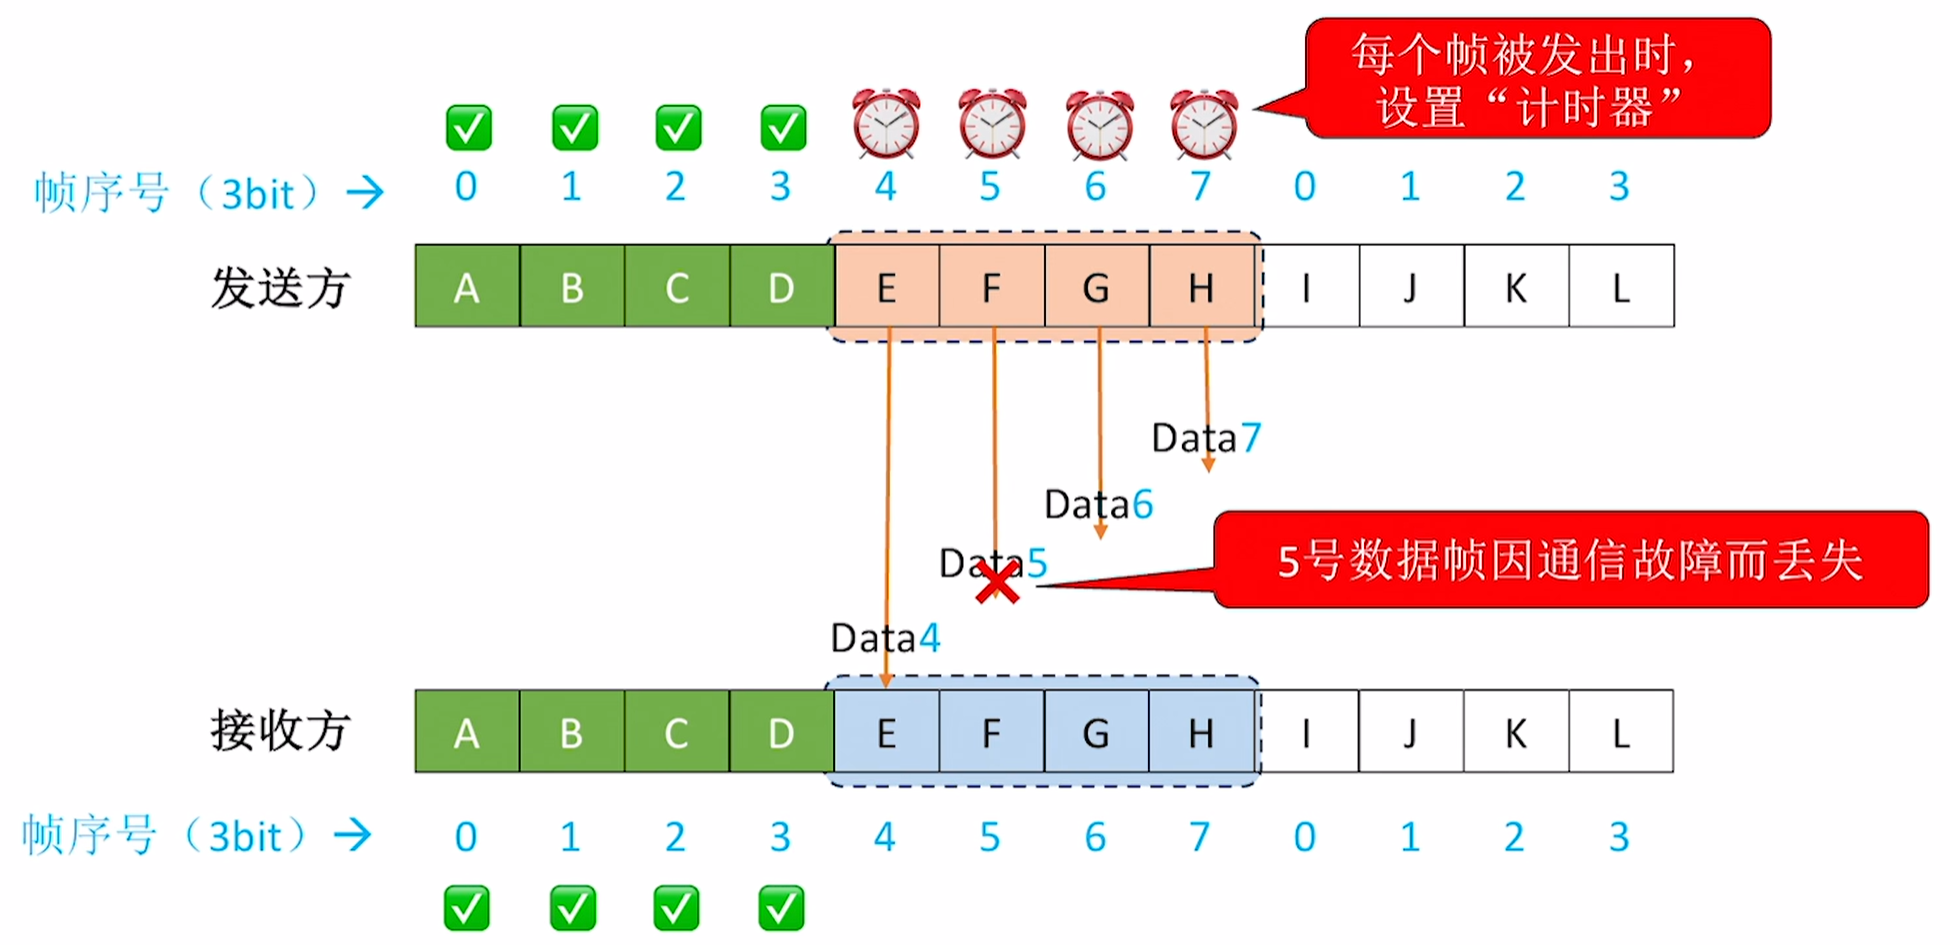 每个帧被发出时，
设置“计时器”
帧序号（3bit）→ 0 1 2 3 4 5 6 7 0 1 2 3
发送方 A B C D E F G H I J K L
Data7
Data6
Data5
5号数据帧因通信故障而丢失
Data4
接收方 A B C D E F G H I J K L
帧序号（3bit）→ 0 1 2 3 4 5 6 7 0 1 2 3